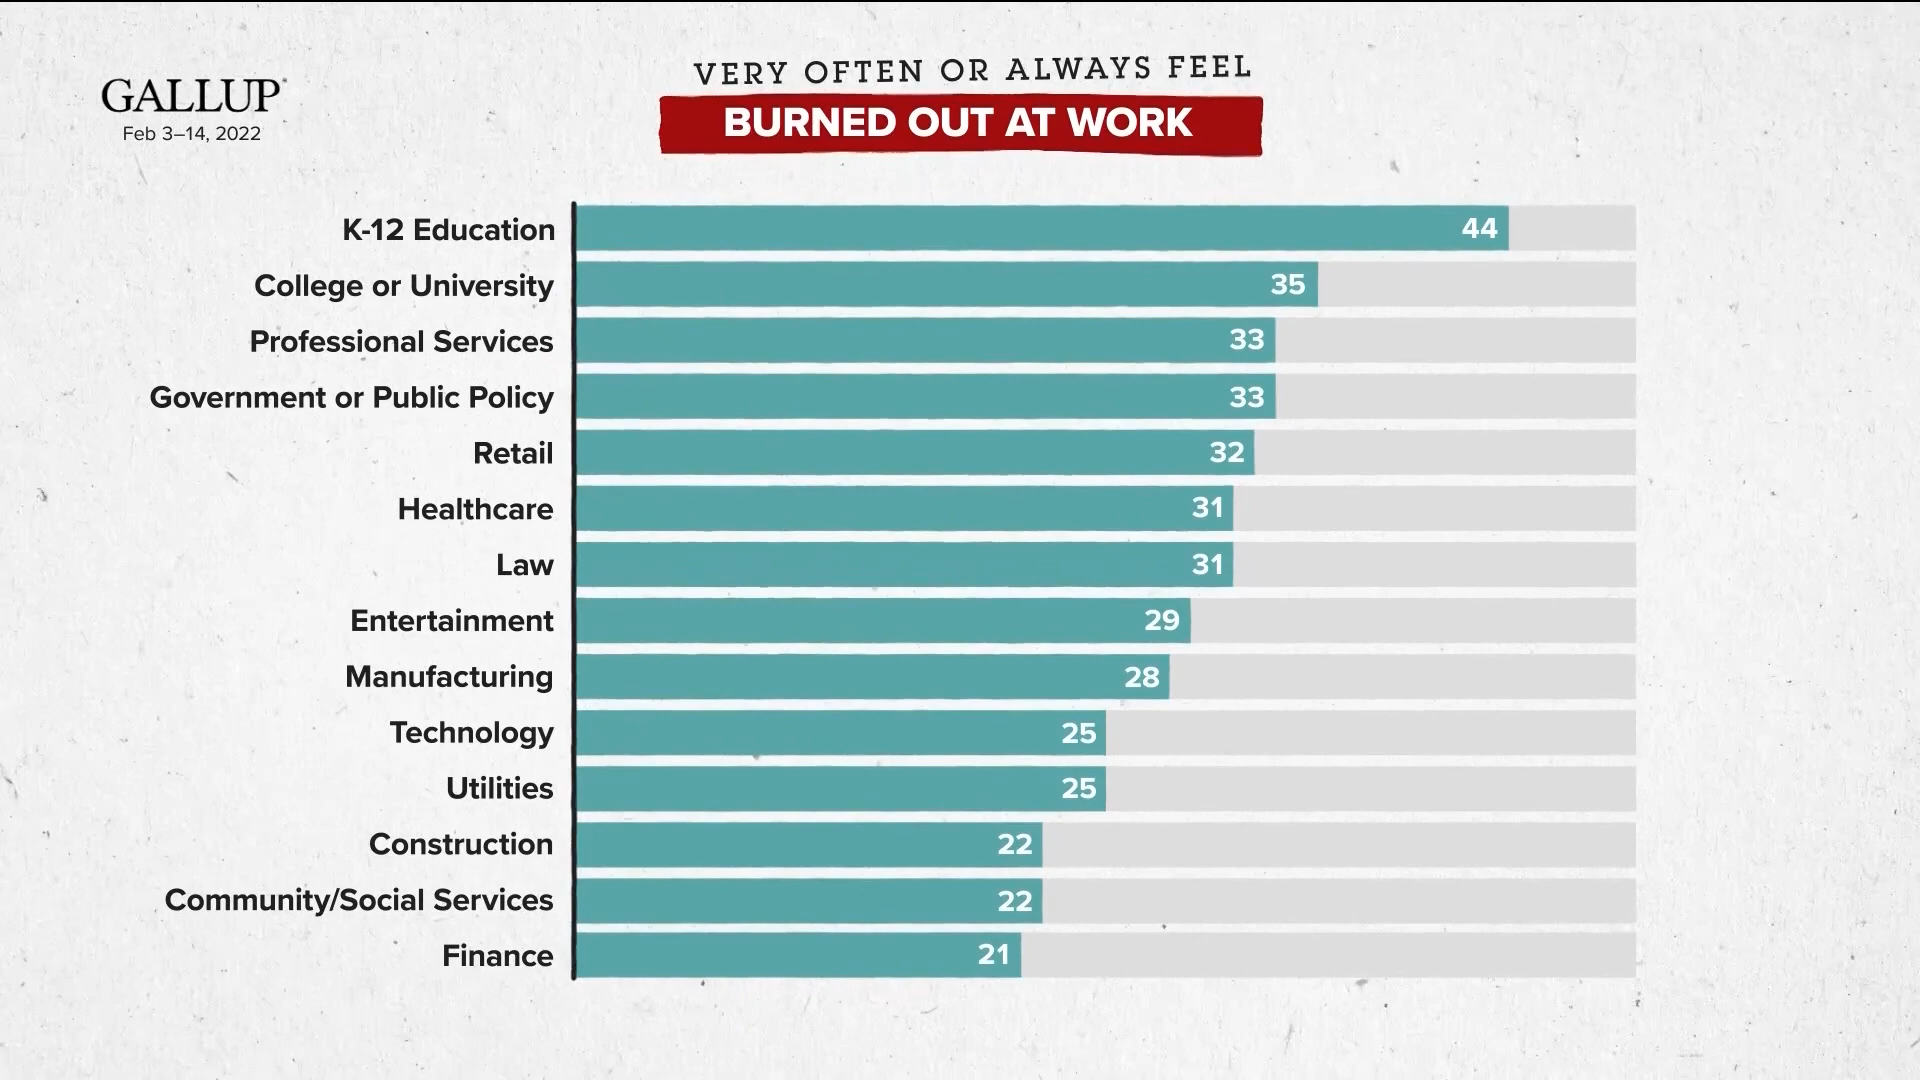 GALLUP
Feb 3–14, 2022
VERY OFTEN OR ALWAYS FEEL
BURNED OUT AT WORK
K-12 Education 44
College or University 35
Professional Services 33
Government or Public Policy 33
Retail 32
Healthcare 31
Law 31
Entertainment 29
Manufacturing 28
Technology 25
Utilities 25
Construction 22
Community/Social Services 22
Finance 21